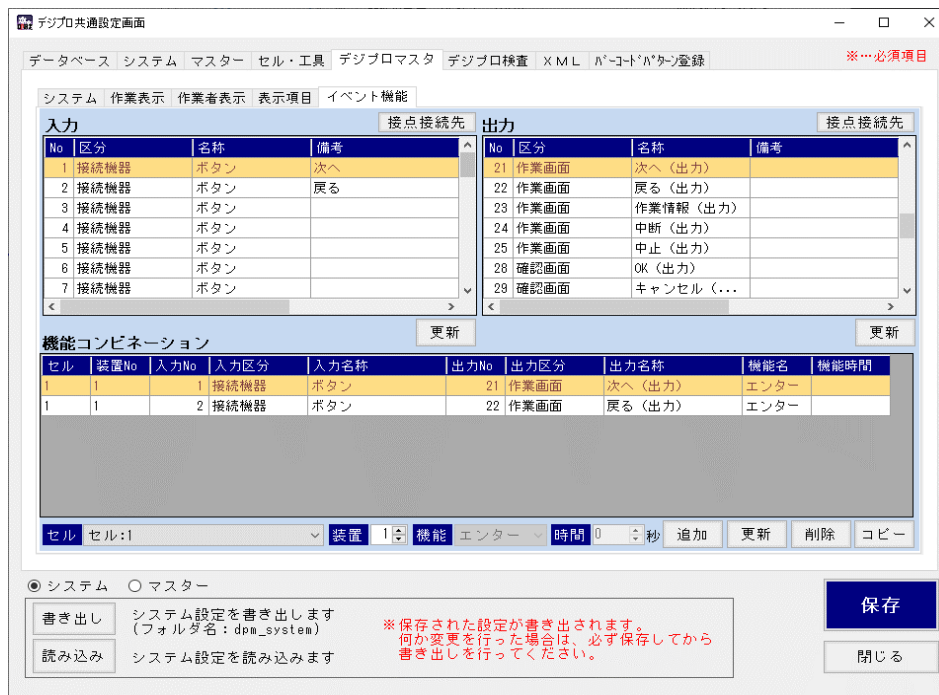 デジプロ共通設定画面
データベース システム マスター セル・工具 デジプロマスタ デジプロ検査 XML バーコードパターン登録 ※…必須項目
システム 作業表示 作業者表示 表示項目 イベント機能
入力 接点接続先 出力 接点接続先
No 区分 名称 備考 No 区分 名称 備考
1 接続機器 ボタン 次へ 21 作業画面 次へ (出力)
2 接続機器 ボタン 戻る 22 作業画面 戻る (出力)
3 接続機器 ボタン 23 作業画面 作業情報 (出力)
4 接続機器 ボタン 24 作業画面 中断 (出力)
5 接続機器 ボタン 25 作業画面 中止 (出力)
6 接続機器 ボタン 28 確認画面 OK (出力)
7 接続機器 ボタン 29 確認画面 キャンセル (...
更新 更新
機能コンビネーション
セル 装置No 入力No 入力区分 入力名称 出力No 出力区分 出力名称 機能名 機能時間
1 1 1 接続機器 ボタン 21 作業画面 次へ (出力) エンター
1 1 2 接続機器 ボタン 22 作業画面 戻る (出力) エンター
セル セル:1 装置 1 機能 エンター 時間 0 秒 追加 更新 削除 コピー
システム マスター
書き出し システム設定を書き出します
(フォルダ名:dpm_system)
読み込み システム設定を読み込みます
※保存された設定が書き出されます。
何か変更を行った場合は、必ず保存してから
書き出しを行ってください。
保存
閉じる